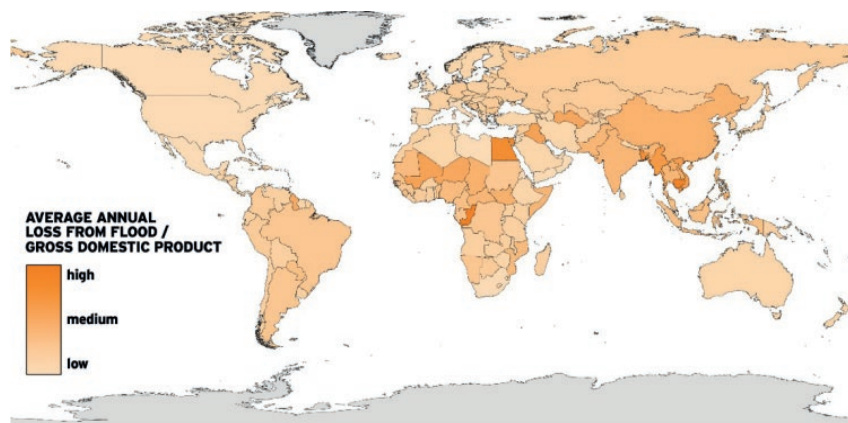 AVERAGE ANNUAL
LOSS FROM FLOOD /
GROSS DOMESTIC PRODUCT
high
medium
low